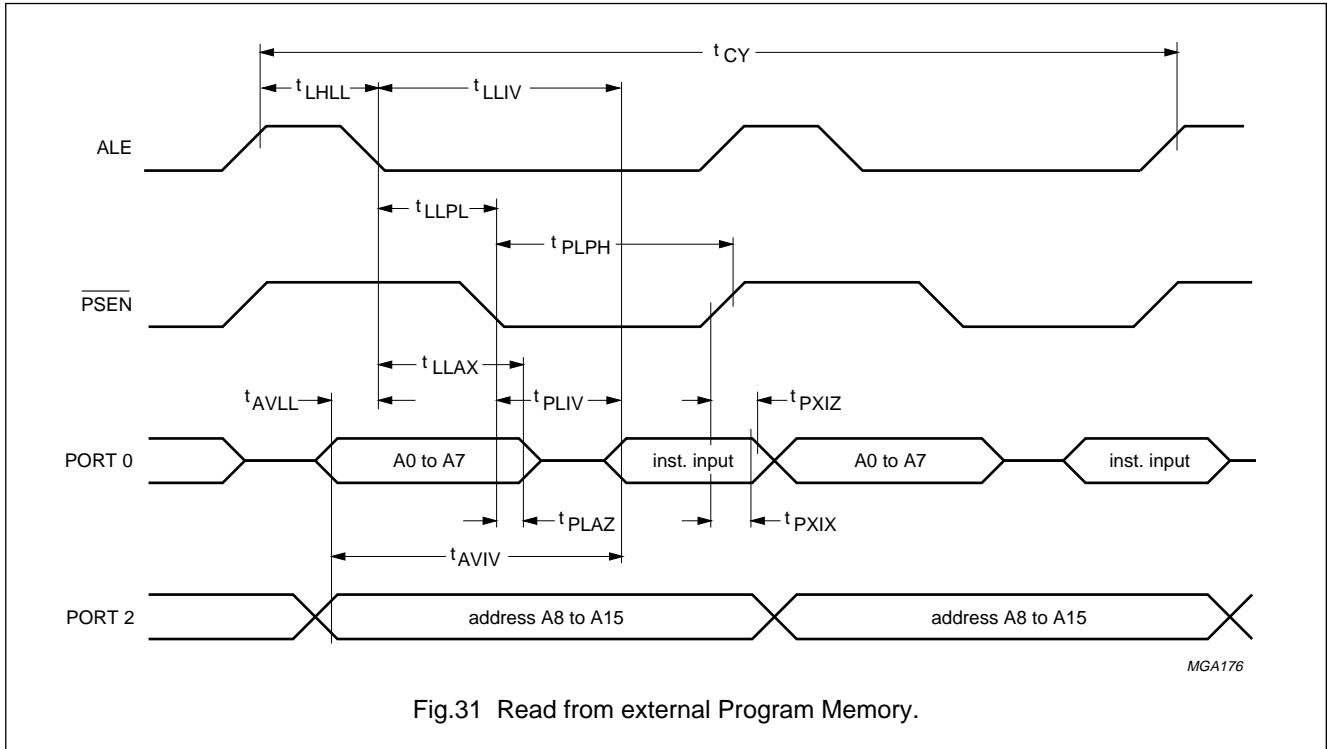 t CY
t LHLL
t LLIV
ALE
t LLPL
t PLPH
PSEN
t LLAX
t AVLL
t PLIV
t PXIZ
PORT 0
A0 to A7
inst. input
A0 to A7
inst. input
t PLAZ
t PXIX
t AVIV
PORT 2
address A8 to A15
address A8 to A15
MGA176
Fig.31 Read from external Program Memory.